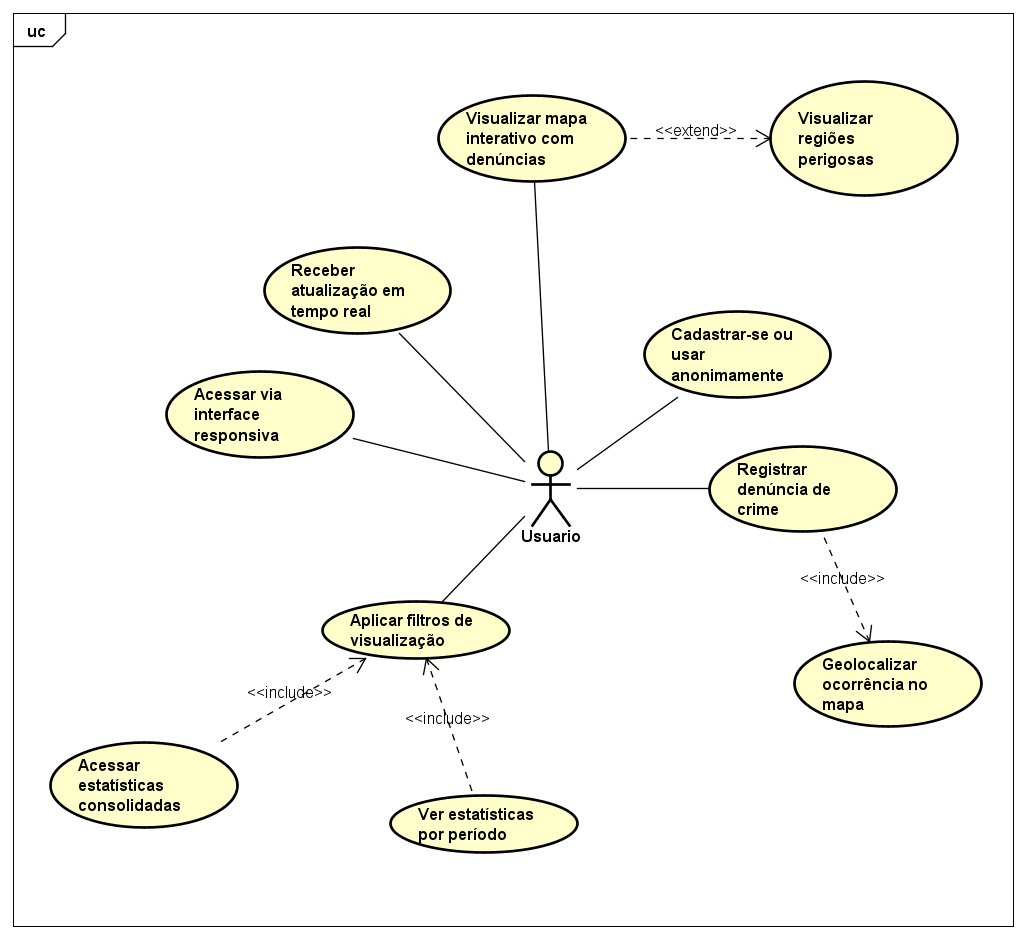 uc
Visualizar mapa
interativo com
denúncias
<<extend>>
Visualizar
regiões
perigosas
Receber
atualização em
tempo real
Cadastrar-se ou
usar
anonimamente
Acessar via
interface
responsiva
Registrar
denúncia de
crime
Usuario
<<include>>
Aplicar filtros de
visualização
Geolocalizar
ocorrência no
mapa
<<include>>
<<include>>
Acessar
estatísticas
consolidadas
Ver estatísticas
por período